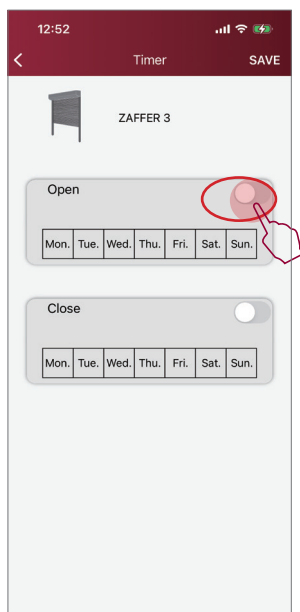 12:52
Timer SAVE
ZAFFER 3
Open
Mon. Tue. Wed. Thu. Fri. Sat. Sun.
Close
Mon. Tue. Wed. Thu. Fri. Sat. Sun.